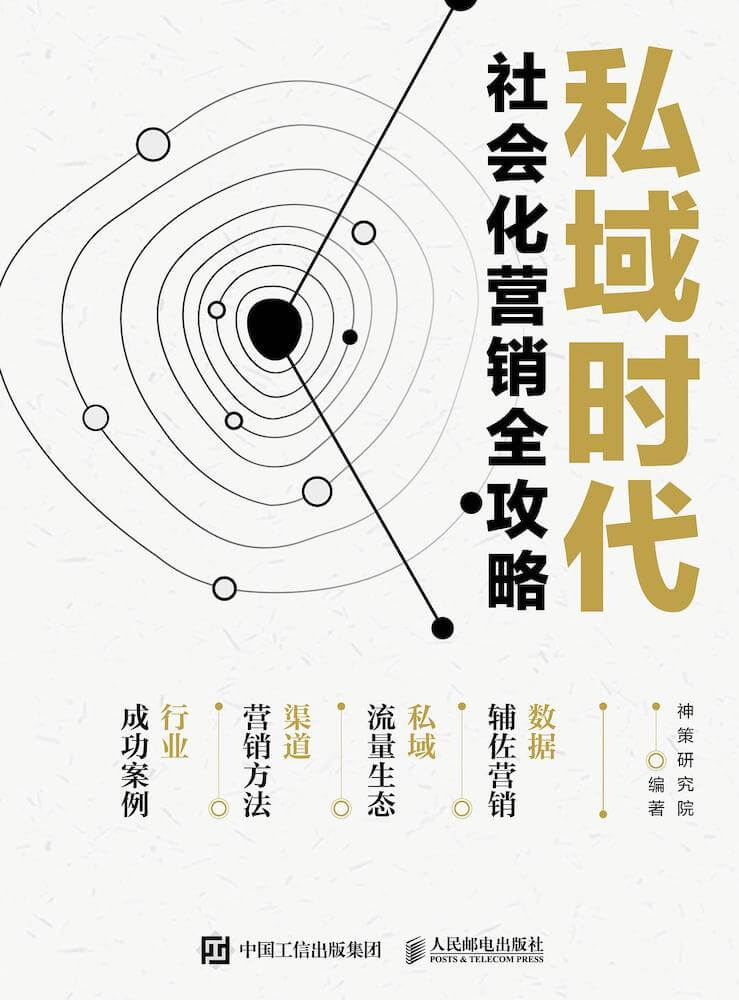 私域时代
社会化营销全攻略
神策研究院
编著
数据
辅佐营销
私域
流量生态
渠道
营销方法
行业
成功案例
中国工信出版集团
人民邮电出版社
POSTS & TELECOM PRESS